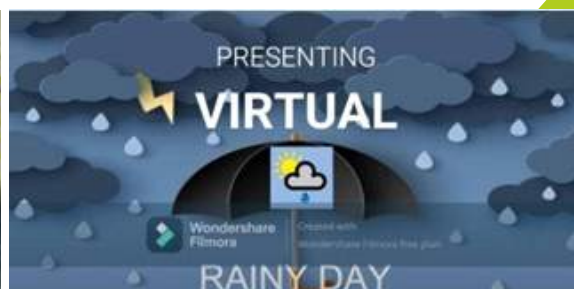 PRESENTING
VIRTUAL
Wondershare
Filmora
Created with
Wondershare Filmora free plan
RAINY DAY